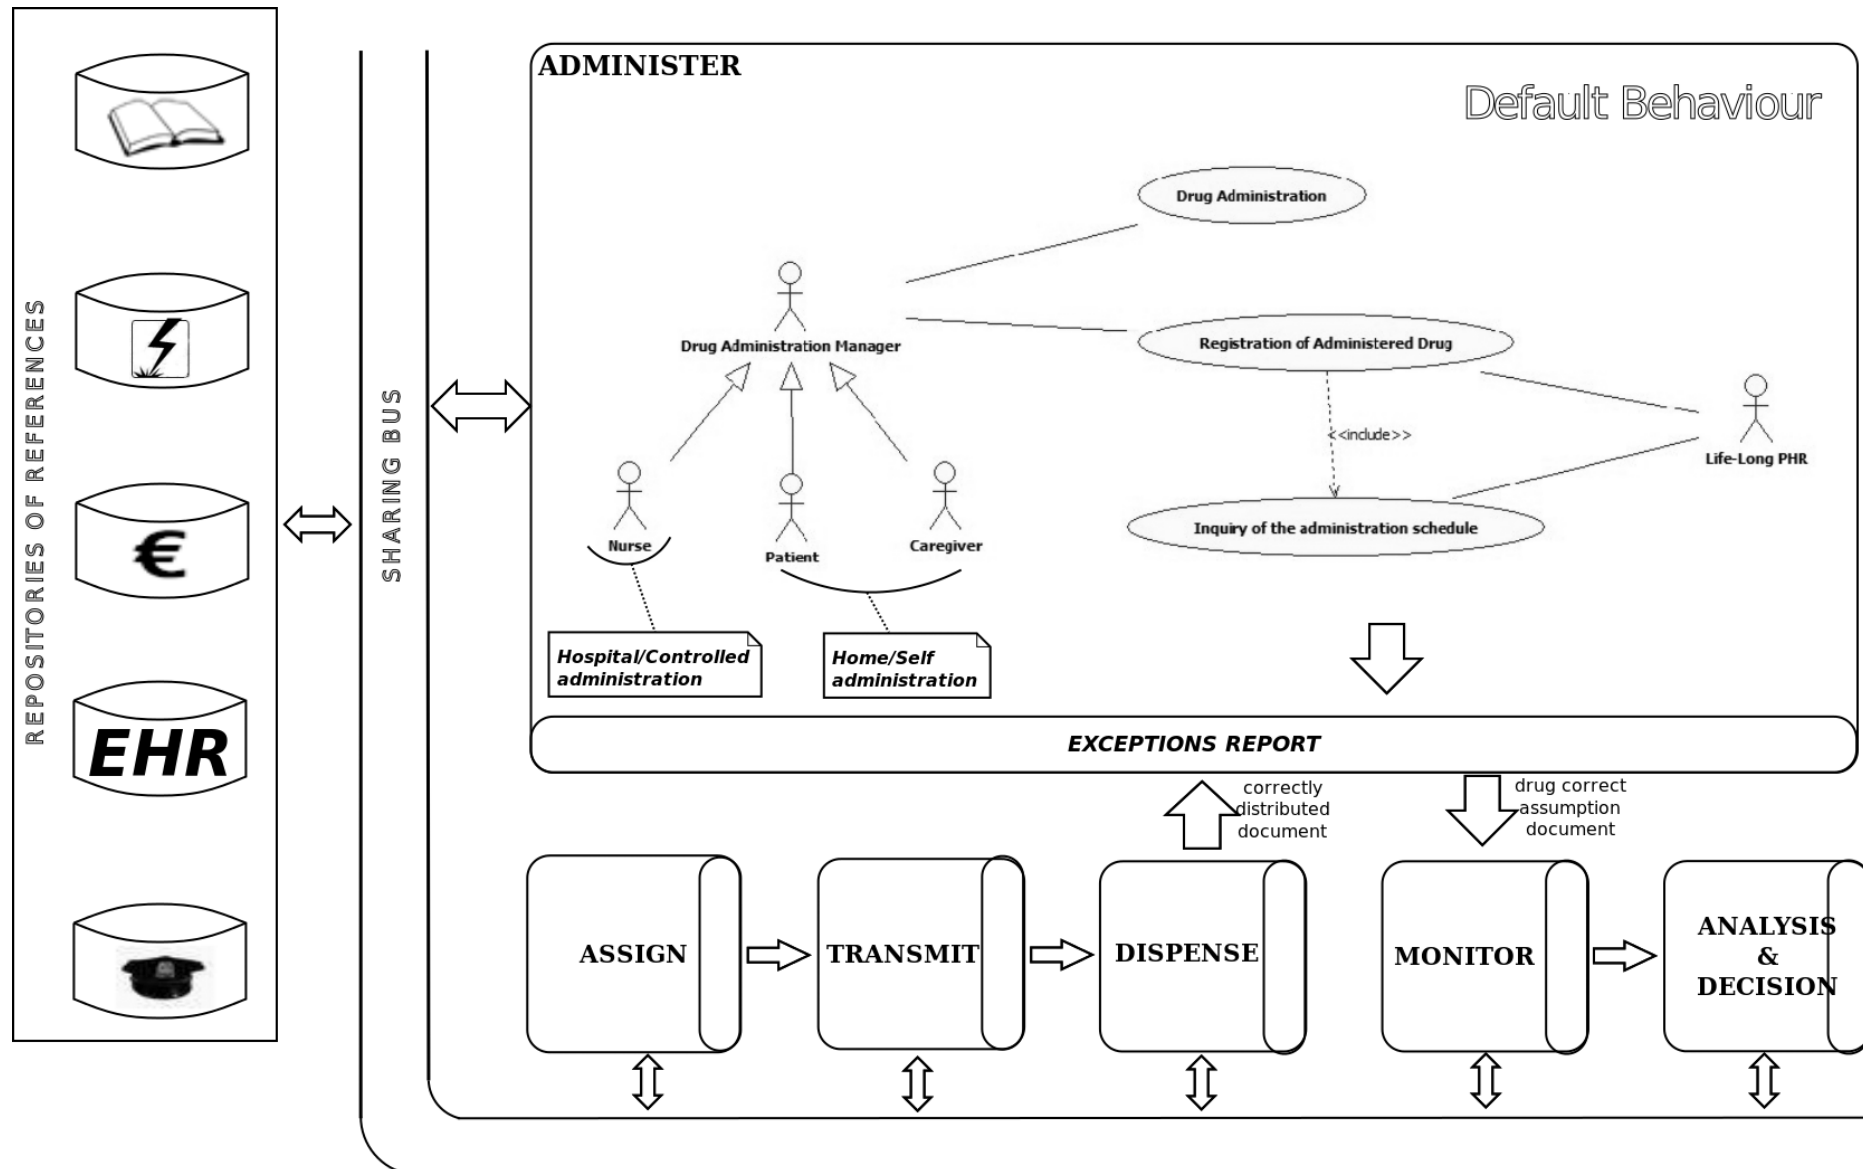 REPOSITORIES OF REFERENCES
EHR
SHARING BUS
ADMINISTER
Default Behaviour
Drug Administration
Drug Administration Manager
Registration of Administered Drug
<<include>>
Life-Long PHR
Inquiry of the administration schedule
Nurse
Patient
Caregiver
Hospital/Controlled
administration
Home/Self
administration
EXCEPTIONS REPORT
correctly
distributed
document
drug correct
assumption
document
ASSIGN
TRANSMIT
DISPENSE
MONITOR
ANALYSIS
&
DECISION
€